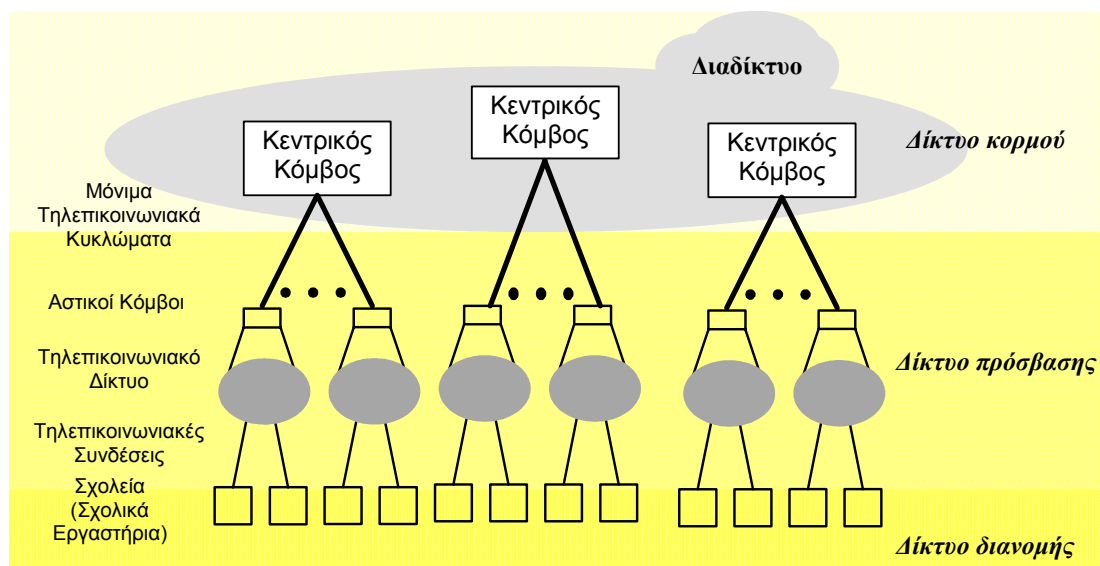 Διαδίκτυο
Κεντρικός
Κόμβος
Κεντρικός
Κόμβος
Κεντρικός
Κόμβος
Δίκτυο κορμού
Μόνιμα
Τηλεπικοινωνιακά
Κυκλώματα
Αστικοί Κόμβοι
Τηλεπικοινωνιακό
Δίκτυο
Δίκτυο πρόσβασης
Τηλεπικοινωνιακές
Συνδέσεις
Σχολεία
(Σχολικά
Εργαστήρια)
Δίκτυο διανομής